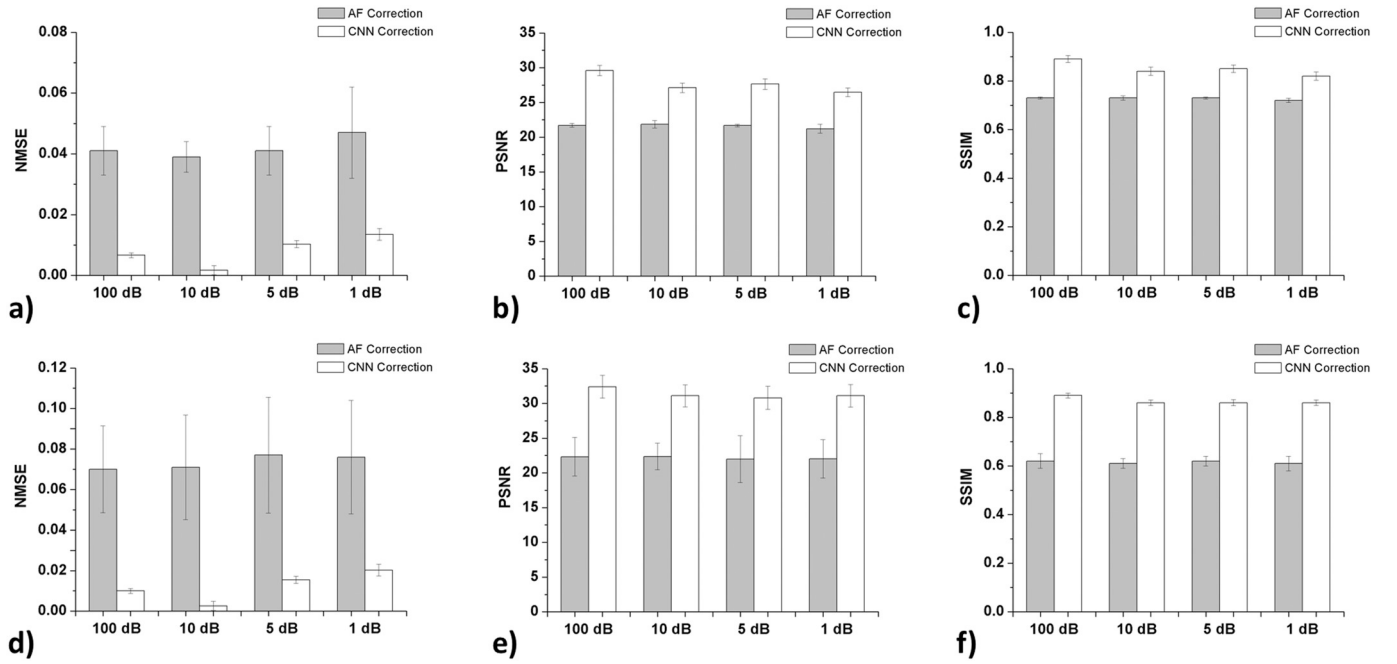 AF Correction
CNN Correction
0.08
0.06
0.04
0.02
0.00
NMSE
100 dB 10 dB 5 dB 1 dB
a)
AF Correction
CNN Correction
35
30
25
20
15
10
5
0
PSNR
100 dB 10 dB 5 dB 1 dB
b)
AF Correction
CNN Correction
1.0
0.8
0.6
0.4
0.2
0.0
SSIM
100 dB 10 dB 5 dB 1 dB
c)
AF Correction
CNN Correction
0.12
0.10
0.08
0.06
0.04
0.02
0.00
NMSE
100 dB 10 dB 5 dB 1 dB
d)
AF Correction
CNN Correction
35
30
25
20
15
10
5
0
PSNR
100 dB 10 dB 5 dB 1 dB
e)
AF Correction
CNN Correction
1.0
0.8
0.6
0.4
0.2
0.0
SSIM
100 dB 10 dB 5 dB 1 dB
f)